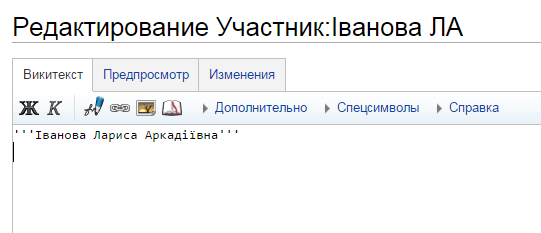 Редактирование Участник:Іванова ЛА
Викитекст Предпросмотр Изменения
Ж К Дополнительно Спецсимволы Справка
'''Іванова Лариса Аркадіївна'''